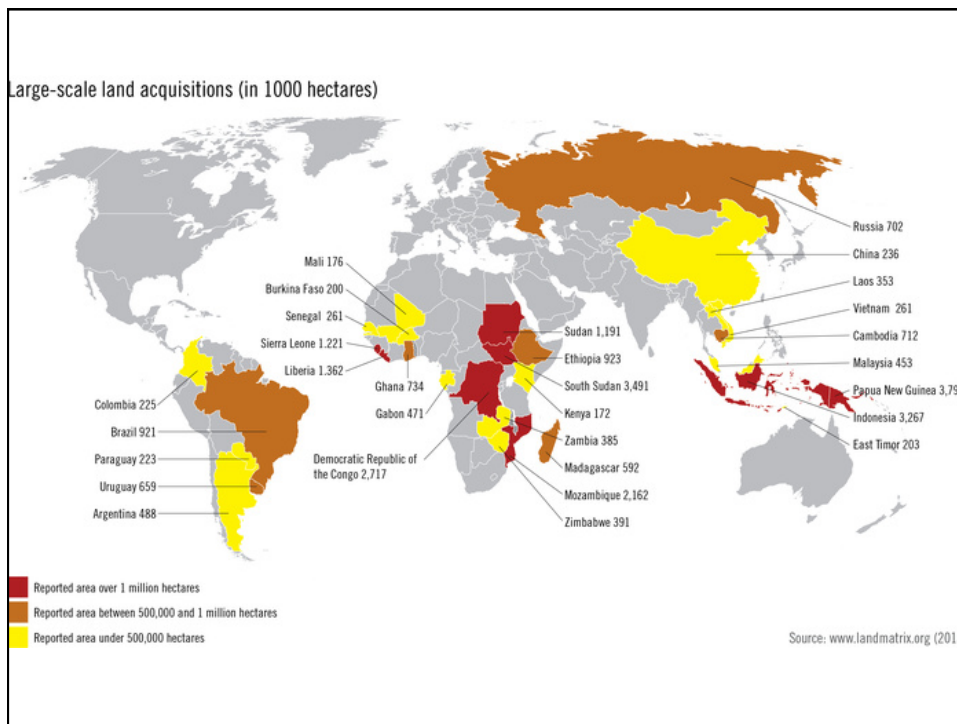 Large-scale land acquisitions (in 1000 hectares)
Russia 702
China 236
Mali 176
Laos 353
Burkina Faso 200
Vietnam 261
Senegal 261
Sudan 1,191
Cambodia 712
Sierra Leone 1.221
Ethiopia 923
Malaysia 453
Liberia 1.362
Ghana 734
South Sudan 3,491
Papua New Guinea 3,79
Colombia 225
Gabon 471
Kenya 172
Indonesia 3,267
Brazil 921
Zambia 385
East Timor 203
Paraguay 223
Democratic Republic
of the Congo 2,717
Madagascar 592
Uruguay 659
Mozambique 2,162
Argentina 488
Zimbabwe 391
Reported area over 1 million hectares
Reported area between 500,000 and 1 million hectares
Reported area under 500,000 hectares
Source: www.landmatrix.org (201